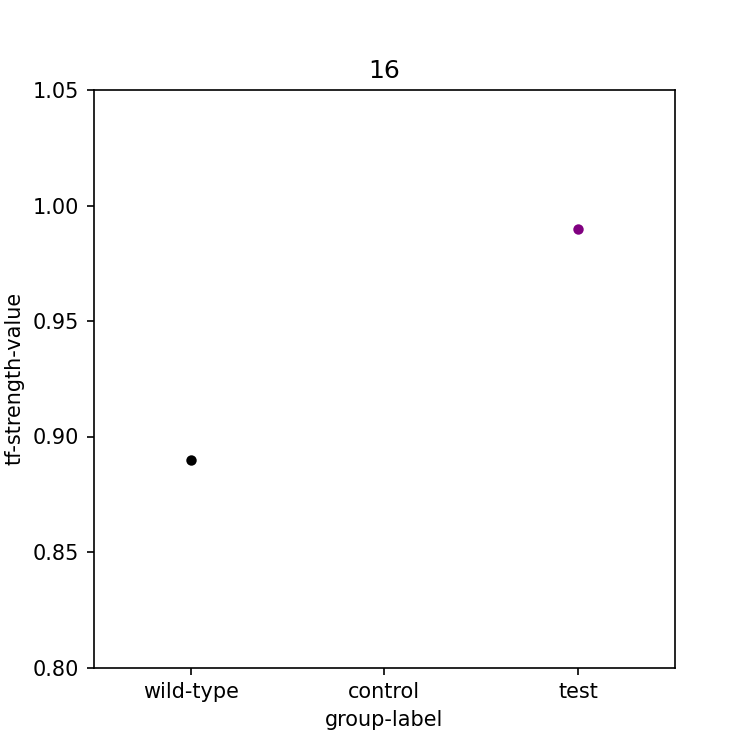 16
1.05
1.00
0.95
0.90
0.85
0.80
tf-strength-value
wild-type control test
group-label